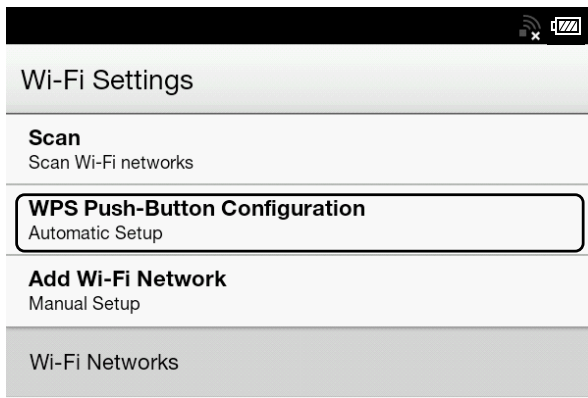 Wi-Fi Settings
Scan
Scan Wi-Fi networks
WPS Push-Button Configuration
Automatic Setup
Add Wi-Fi Network
Manual Setup
Wi-Fi Networks